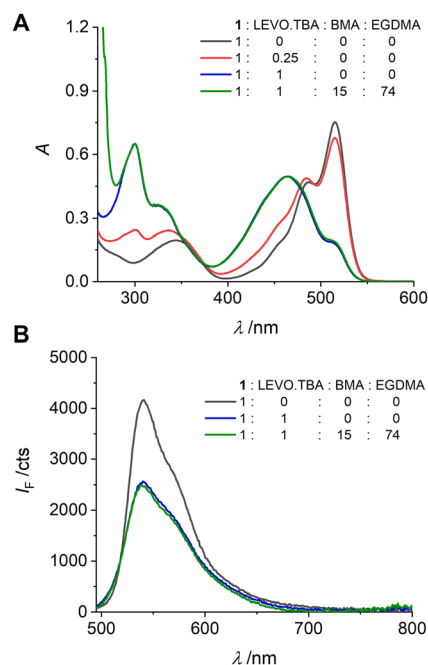 A
1 : LEVO.TBA : BMA : EGDMA
1 : 0 : 0 : 0
1 : 0.25 : 0 : 0
1 : 1 : 0 : 0
1 : 1 : 15 : 74
1.2
0.9
0.6
0.3
0.0
A
300 400 500 600
λ /nm
B
1 : LEVO.TBA : BMA : EGDMA
1 : 0 : 0 : 0
1 : 1 : 0 : 0
1 : 1 : 15 : 74
5000
4000
3000
2000
1000
0
I_F /cts
500 600 700 800
λ /nm